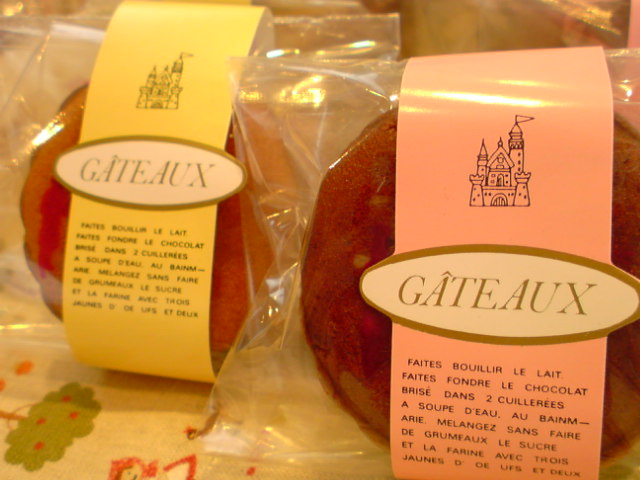 GÂTEAUX
FAITES BOUILLIR LE LAIT.
FAITES FONDRE LE CHOCOLAT
BRISÉ DANS 2 CUILLERÉES
A SOUPE D'EAU, AU BAINM—
ARIE. MELANGEZ SANS FAIRE
DE GRUMEAUX LE SUCRE
ET LA FARINE AVEC TROIS
JAUNES D' OE UFS ET DEUX
GÂTEAUX
FAITES BOUILLIR LE LAIT.
FAITES FONDRE LE CHOCOLAT
BRISÉ DANS 2 CUILLERÉES
A SOUPE D'EAU, AU BAINM—
ARIE. MELANGEZ SANS FAIRE
DE GRUMEAUX LE SUCRE
ET LA FARINE AVEC TROIS
JAUNES D' OE UFS ET DEUX